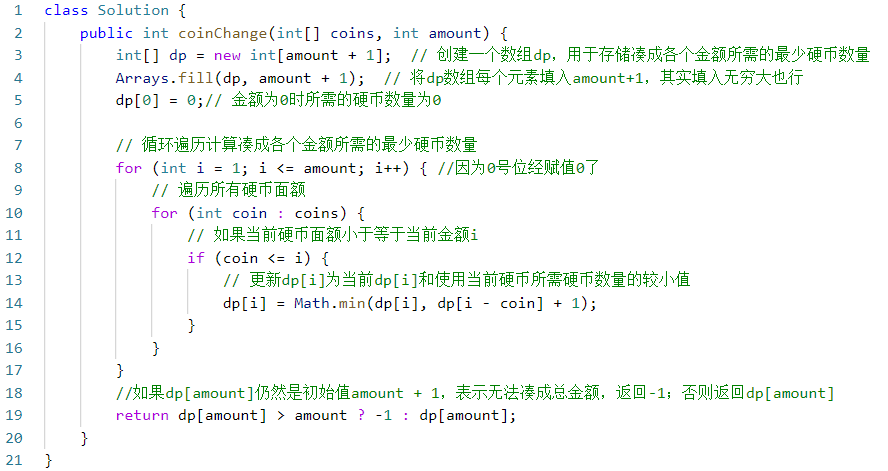 1 class Solution {
2 public int coinChange(int[] coins, int amount) {
3 int[] dp = new int[amount + 1]; // 创建一个数组dp，用于存储凑成各个金额所需的最少硬币数量
4 Arrays.fill(dp, amount + 1); // 将dp数组每个元素填入amount+1，其实填入无穷大也行
5 dp[0] = 0;// 金额为0时所需的硬币数量为0
6
7 // 循环遍历计算凑成各个金额所需的最少硬币数量
8 for (int i = 1; i <= amount; i++) { //因为0号位经赋值0了
9 // 遍历所有硬币面额
10 for (int coin : coins) {
11 // 如果当前硬币面额小于等于当前金额i
12 if (coin <= i) {
13 // 更新dp[i]为当前dp[i]和使用当前硬币所需硬币数量的较小值
14 dp[i] = Math.min(dp[i], dp[i - coin] + 1);
15 }
16 }
17 }
18 //如果dp[amount]仍然是初始值amount + 1，表示无法凑成总金额，返回-1；否则返回dp[amount]
19 return dp[amount] > amount ? -1 : dp[amount];
20 }
21 }